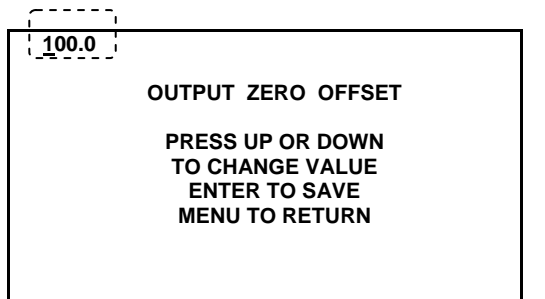 100.0
OUTPUT ZERO OFFSET
PRESS UP OR DOWN
TO CHANGE VALUE
ENTER TO SAVE
MENU TO RETURN